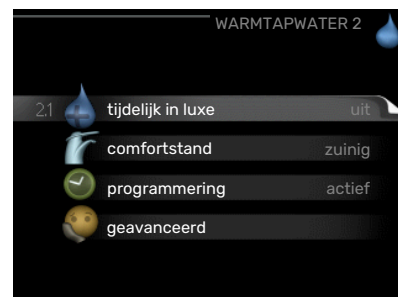 WARMTAPWATER 2
2.1 tijdelijk in luxe uit
comfortstand zuinig
programmering actief
geavanceerd